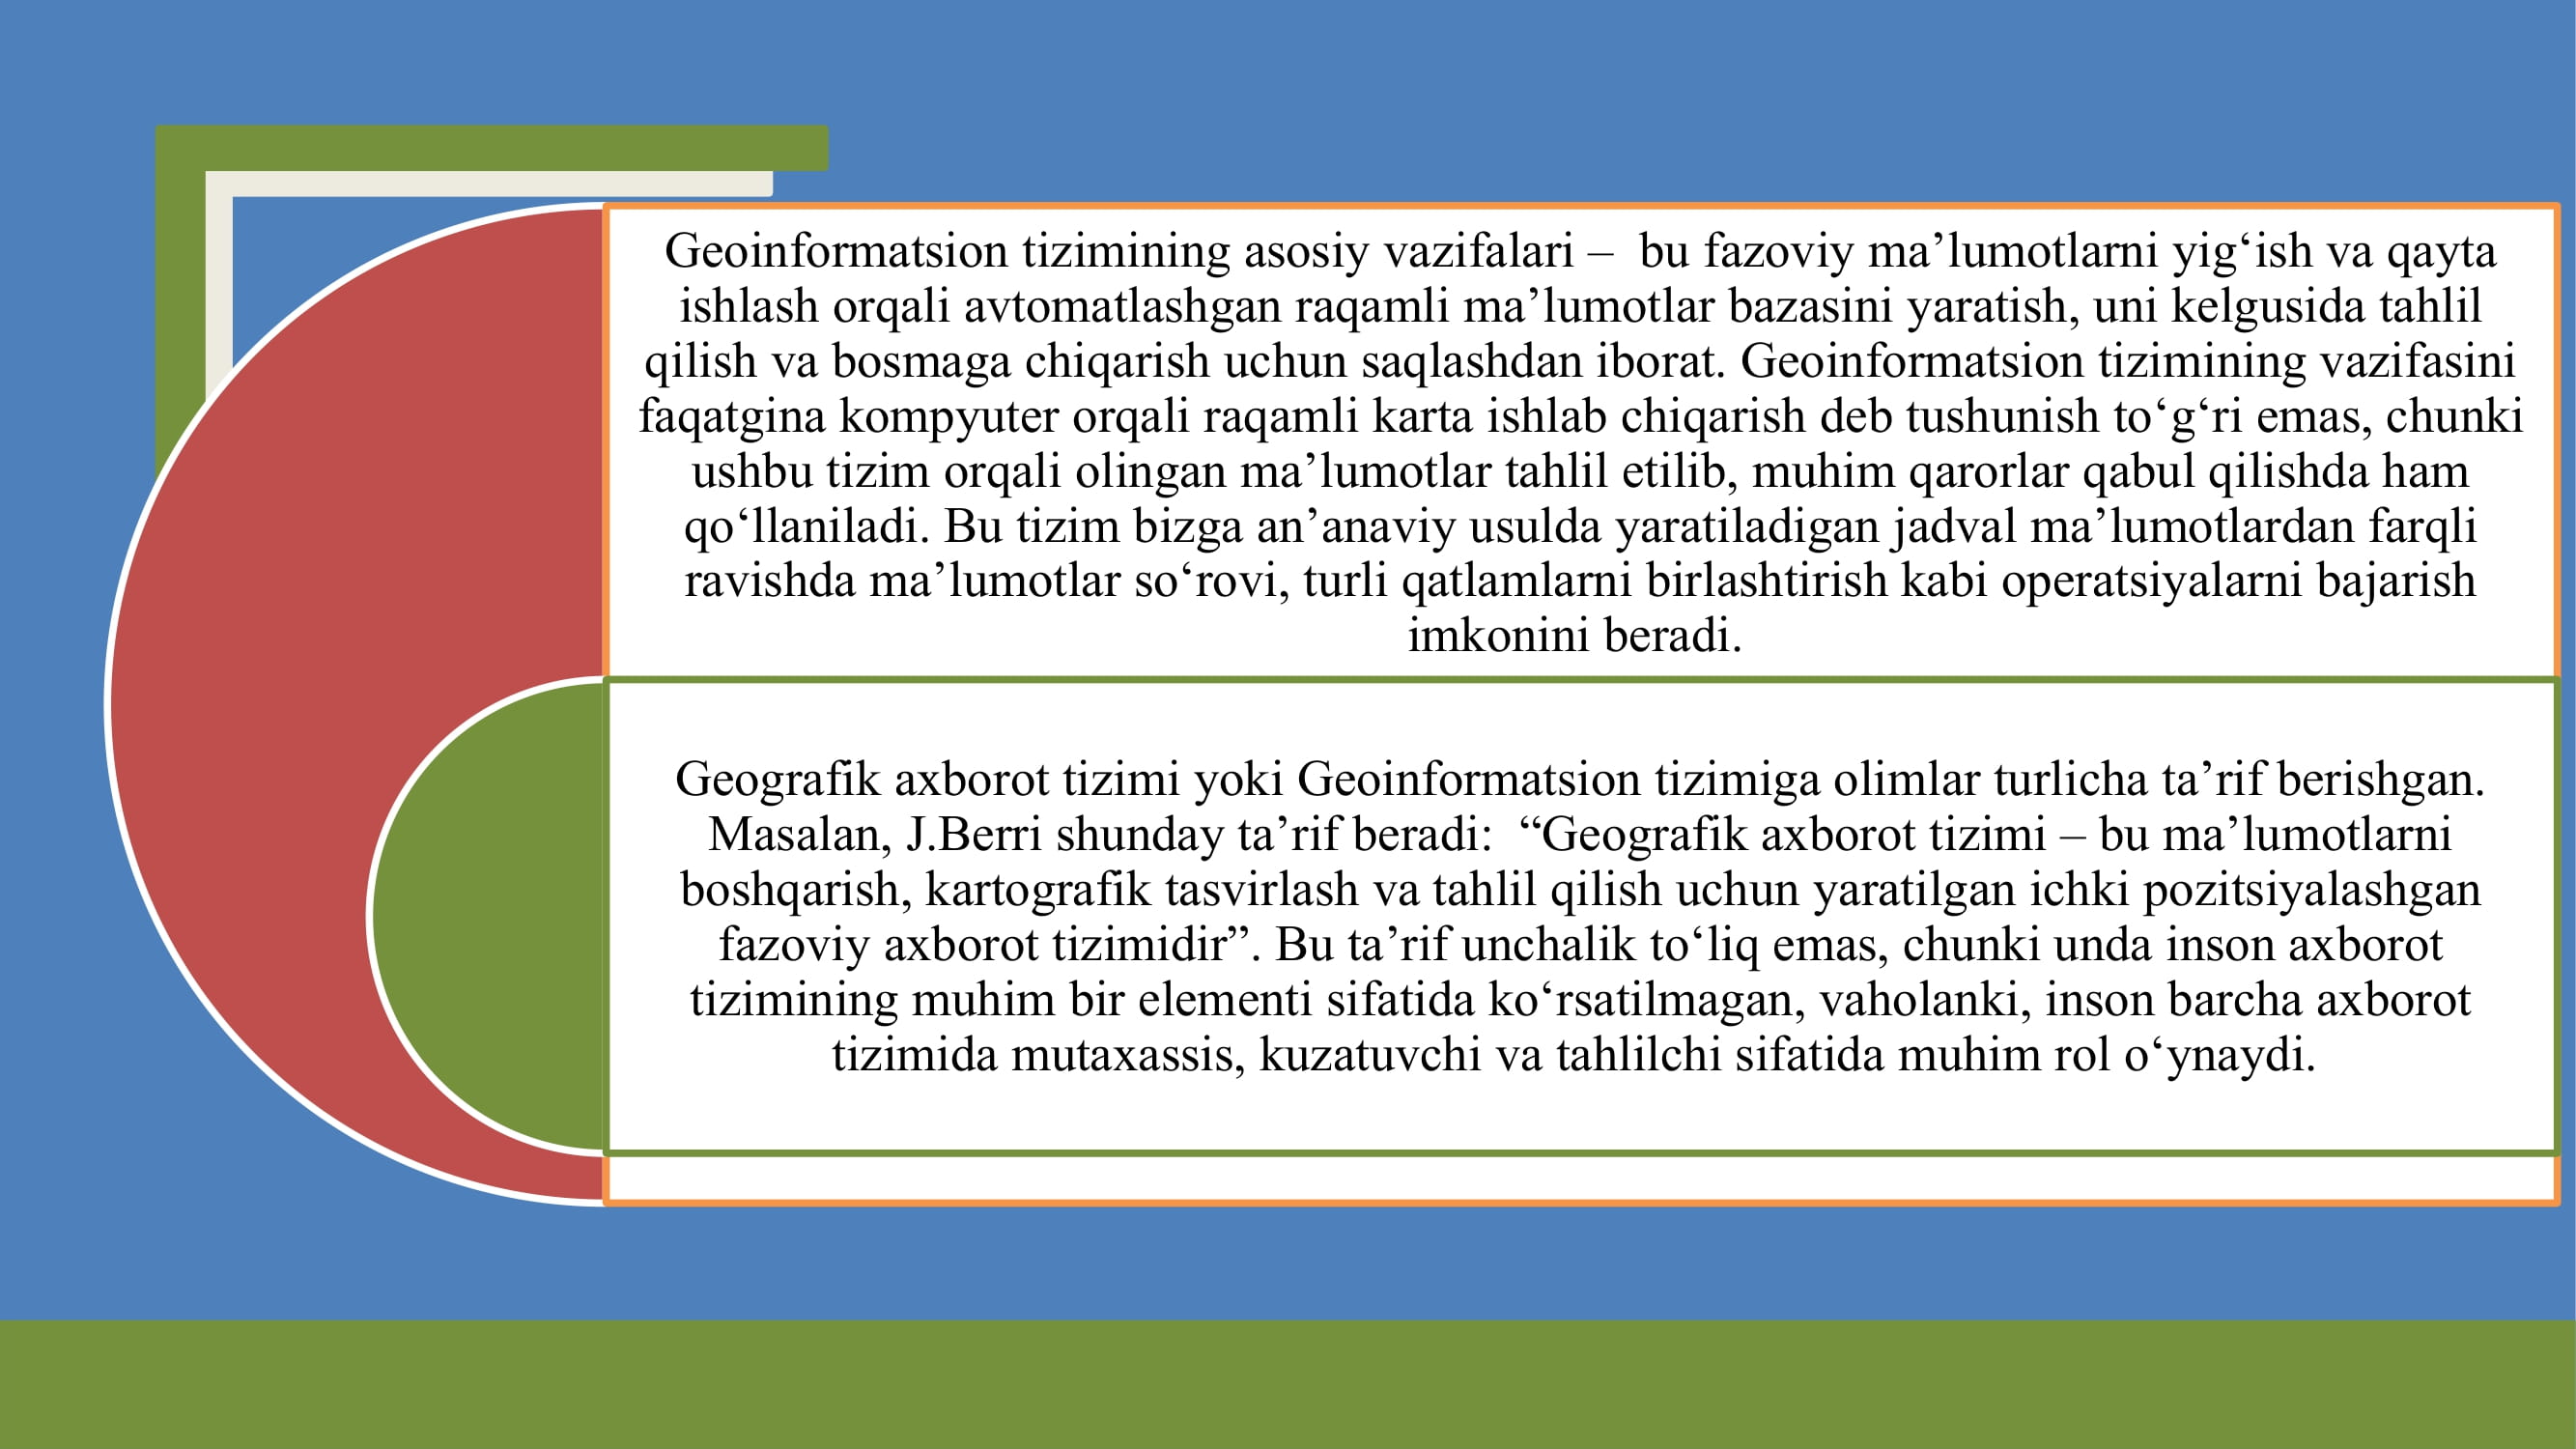 Geoinformatsion tizimining asosiy vazifalari –  bu fazoviy ma’lumotlarni yig‘ish va qayta
ishlash orqali avtomatlashgan raqamli ma’lumotlar bazasini yaratish, uni kelgusida tahlil
qilish va bosmaga chiqarish uchun saqlashdan iborat. Geoinformatsion tizimining vazifasini
faqatgina kompyuter orqali raqamli karta ishlab chiqarish deb tushunish to‘g‘ri emas, chunki
ushbu tizim orqali olingan ma’lumotlar tahlil etilib, muhim qarorlar qabul qilishda ham
qo‘llaniladi. Bu tizim bizga an’anaviy usulda yaratiladigan jadval ma’lumotlardan farqli
ravishda ma’lumotlar so‘rovi, turli qatlamlarni birlashtirish kabi operatsiyalarni bajarish
imkonini beradi.
Geografik axborot tizimi yoki Geoinformatsion tizimiga olimlar turlicha ta’rif berishgan.
Masalan, J.Berri shunday ta’rif beradi:  “Geografik axborot tizimi – bu ma’lumotlarni
boshqarish, kartografik tasvirlash va tahlil qilish uchun yaratilgan ichki pozitsiyalashgan
fazoviy axborot tizimidir”. Bu ta’rif unchalik to‘liq emas, chunki unda inson axborot
tizimining muhim bir elementi sifatida ko‘rsatilmagan, vaholanki, inson barcha axborot
tizimida mutaxassis, kuzatuvchi va tahlilchi sifatida muhim rol o‘ynaydi.